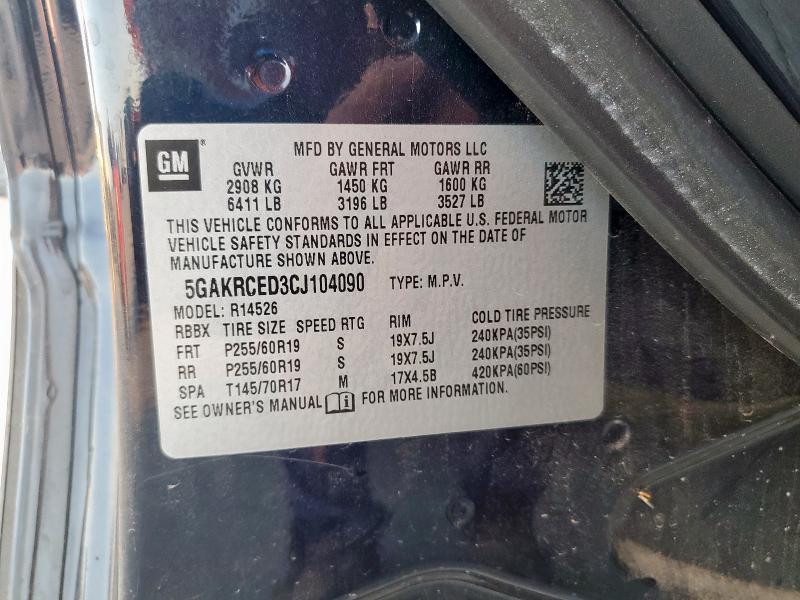 GM
MFD BY GENERAL MOTORS LLC
GVWR GAWR FRT GAWR RR
2908 KG 1450 KG 1600 KG
6411 LB 3196 LB 3527 LB
THIS VEHICLE CONFORMS TO ALL APPLICABLE U.S. FEDERAL MOTOR
VEHICLE SAFETY STANDARDS IN EFFECT ON THE DATE OF
MANUFACTURE SHOWN ABOVE.
5GAKRCED3CJ104090 TYPE: M.P.V.
MODEL: R14526
RBBX TIRE SIZE SPEED RTG RIM COLD TIRE PRESSURE
FRT P255/60R19 S 19X7.5J 240KPA(35PSI)
RR P255/60R19 S 19X7.5J 240KPA(35PSI)
SPA T145/70R17 M 17X4.5B 420KPA(60PSI)
SEE OWNER'S MANUAL FOR MORE INFORMATION.